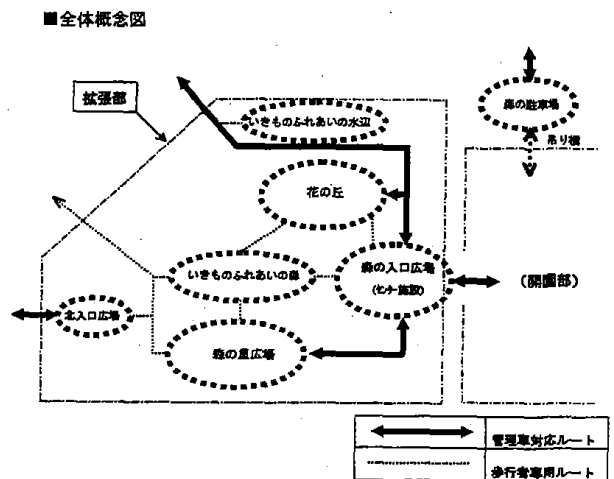 ■全体概念図
拡張部
森の駐車場
いきものふれあいの水辺
吊り橋
花の丘
いきものふれあいの森
森の入口広場
(センター施設)
(開園部)
北入口広場
森の里広場
管理車対応ルート
歩行者専用ルート